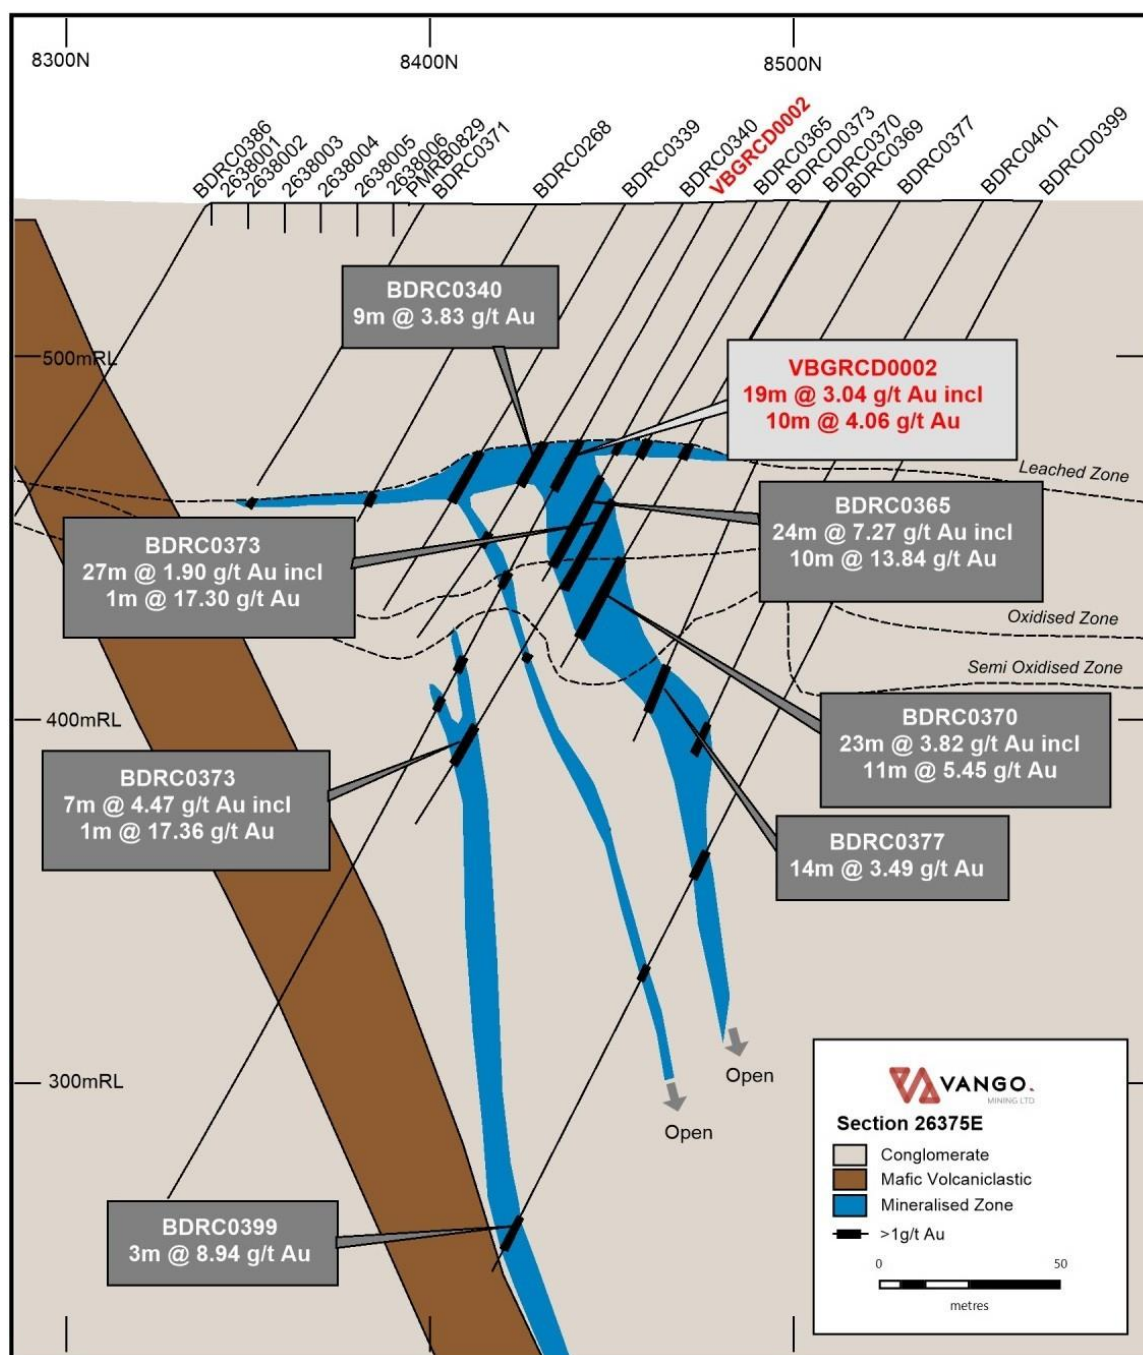 8300N
8400N
8500N
BDRC0386
2638001
2638002
2638003
2638004
2638005
2638006
PMRB0829
BDRC0371
BDRC0268
BDRC0339
BDRC0340
VBGRCD0002
BDRC0365
BDRCD0373
BDRC0370
BDRC0369
BDRC0377
BDRC0401
BDRCD0399
BDRC0340
9m @ 3.83 g/t Au
500mRL
VBGRCD0002
19m @ 3.04 g/t Au incl
10m @ 4.06 g/t Au
Leached Zone
BDRC0365
24m @ 7.27 g/t Au incl
10m @ 13.84 g/t Au
BDRC0373
27m @ 1.90 g/t Au incl
1m @ 17.30 g/t Au
Oxidised Zone
Semi Oxidised Zone
400mRL
BDRC0370
23m @ 3.82 g/t Au incl
11m @ 5.45 g/t Au
BDRC0373
7m @ 4.47 g/t Au incl
1m @ 17.36 g/t Au
BDRC0377
14m @ 3.49 g/t Au
300mRL
Open
Open
BDRC0399
3m @ 8.94 g/t Au
VANGO.
MINING LTD
Section 26375E
Conglomerate
Mafic Volcaniclastic
Mineralised Zone
>1g/t Au
0 50
metres